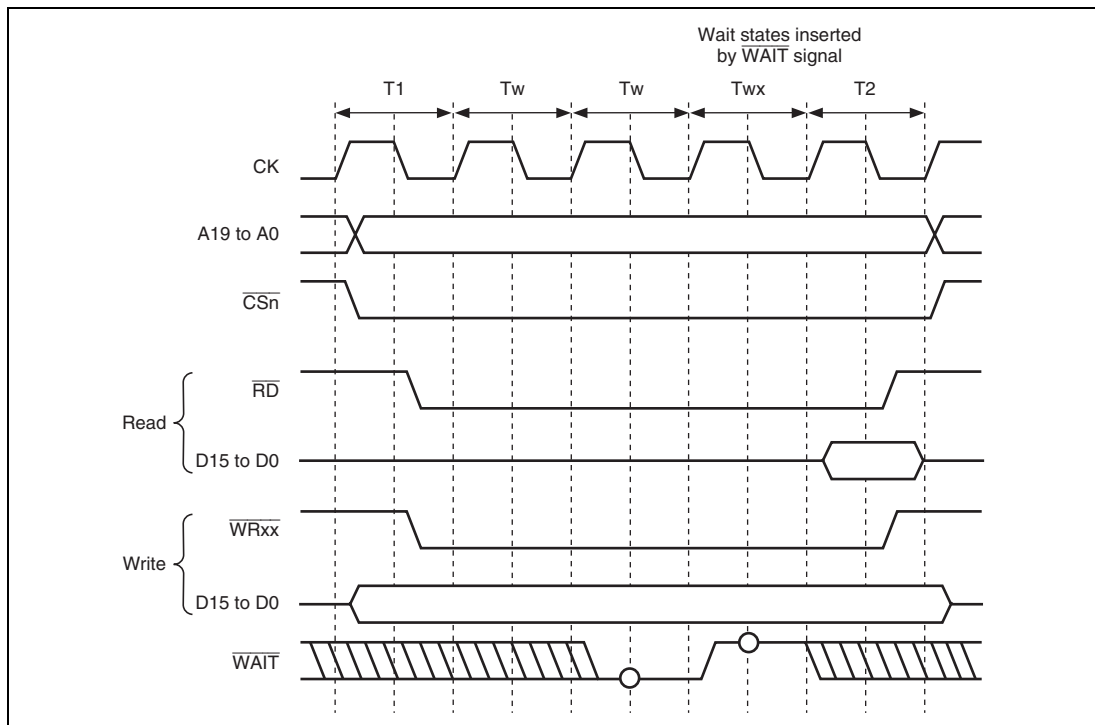 Wait states inserted
by WAIT signal
T1 Tw Tw Twx T2
CK
A19 to A0
CSn
Read
RD
D15 to D0
Write
WRxx
D15 to D0
WAIT